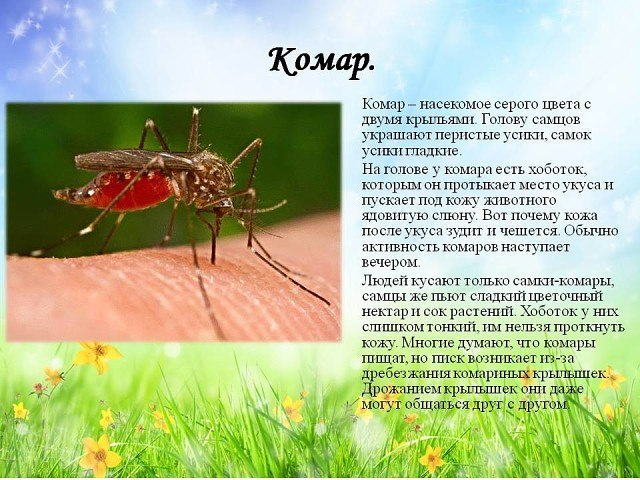 Комар.
Комар – насекомое серого цвета с
двумя крыльями. Голову самцов
украшают перистые усики, самок
усики гладкие.
На голове у комара есть хоботок,
которым он протыкает место укуса и
пускает под кожу животного
ядовитую слюну. Вот почему кожа
после укуса зудит и чешется. Обычно
активность комаров наступает
вечером.
Людей кусают только самки-комары,
самцы же пьют сладкий цветочный
нектар и сок растений. Хоботок у них
слишком тонкий, им нельзя проткнуть
кожу. Многие думают, что комары
пищат, но писк возникает из-за
дребезжания комариных крылышек.
Дрожанием крылышек они даже
могут общаться друг с другом.